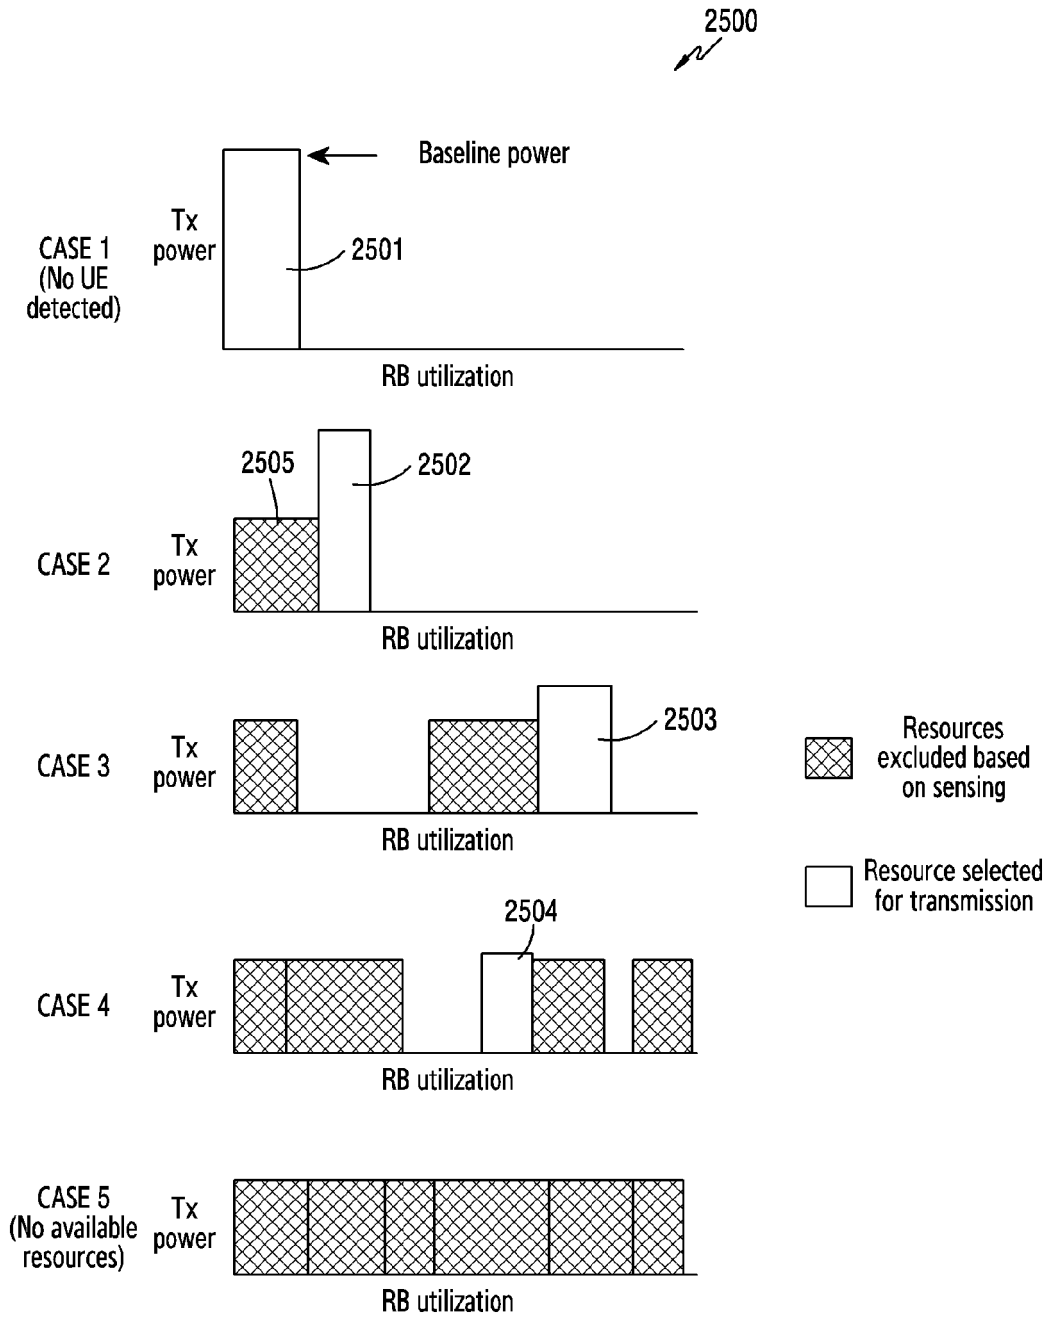 2500
Baseline power
Tx
power
CASE 1
(No UE
detected)
2501
RB utilization
2505
2502
CASE 2
Tx
power
RB utilization
CASE 3
Tx
power
2503
RB utilization
Resources
excluded based
on sensing
Resource selected
for transmission
2504
CASE 4
Tx
power
RB utilization
CASE 5
(No available
resources)
Tx
power
RB utilization